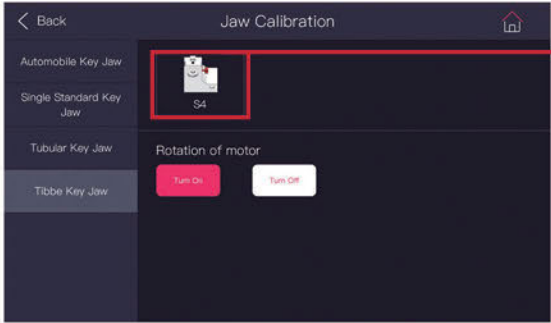 Back
Jaw Calibration
Automobile Key Jaw
Single Standard Key
Jaw
Tubular Key Jaw
Tibbe Key Jaw
S4
Rotation of motor
Turn On
Turn Off